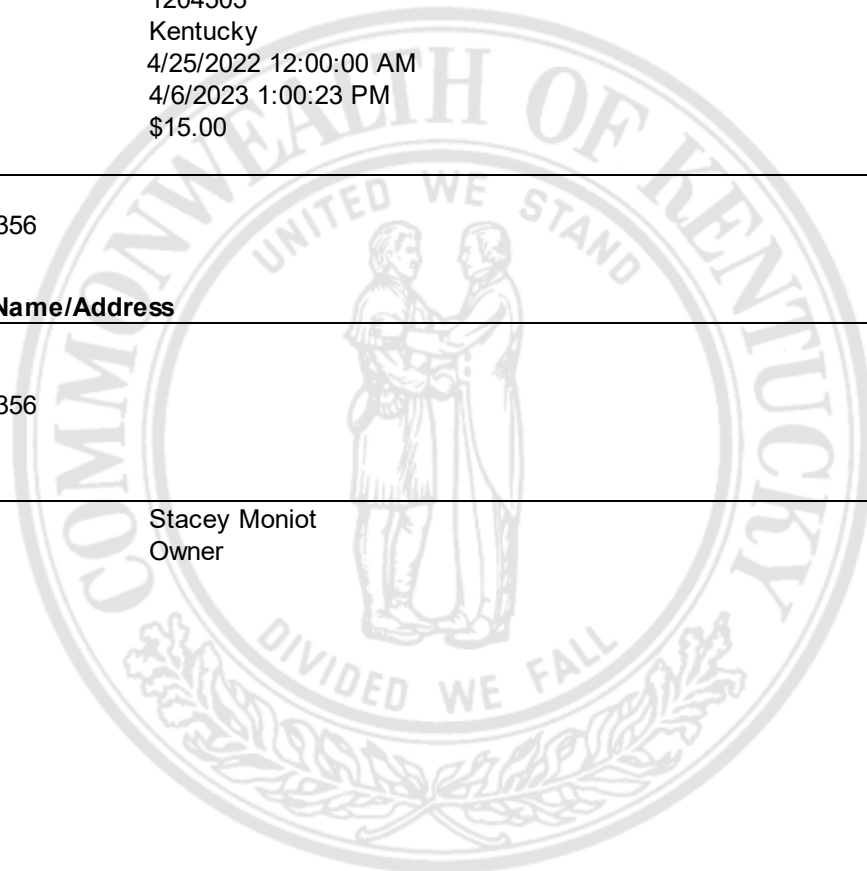 1204505
Kentucky
4/25/2022 12:00:00 AM
4/6/2023 1:00:23 PM
$15.00
356
Name/Address
356
Stacey Moniot
Owner
COMMONWEALTH OF KENTUCKY
UNITED WE STAND
DIVIDED WE FALL